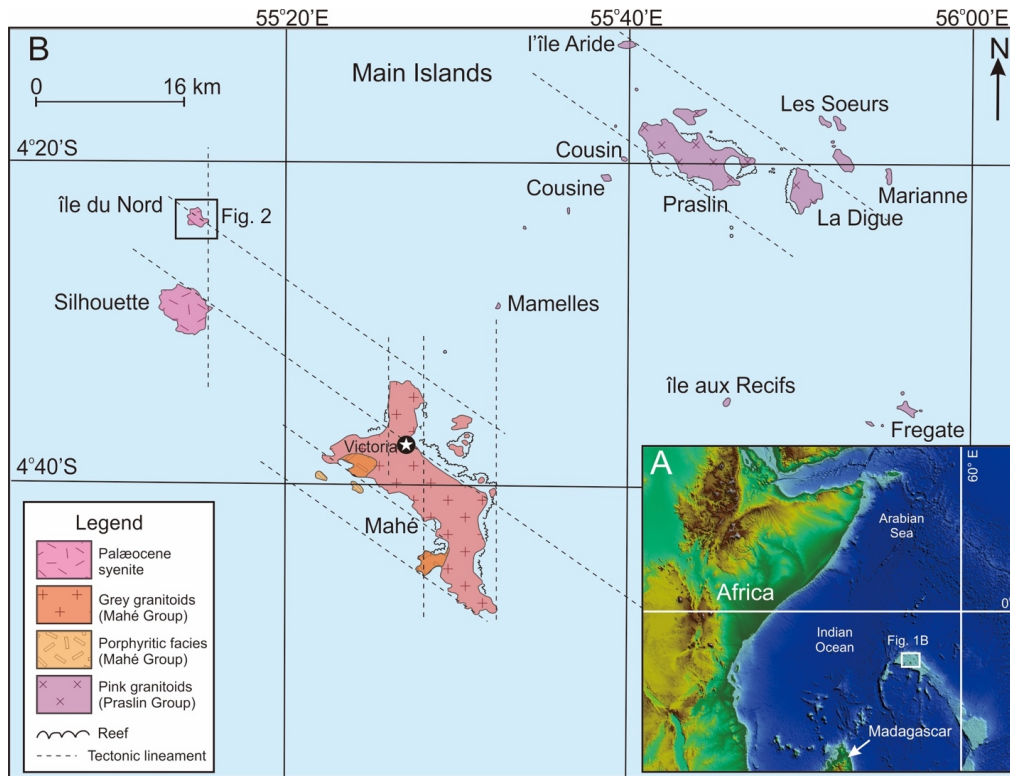 55°20'
55°40'
56°00'
B
0
16 km
Main Islands
l'île Aride
N
Les Soeurs
4°20'S
Cousin
Cousine
Praslin
La Digue
Marianne
île du Nord
Fig. 2
Silhouette
Mamelles
île aux Recifs
Fregate
Victoria
4°40'S
Mahé
Legend
Palæocene
syenite
Grey granitoids
(Mahé Group)
Porphyritic facies
(Mahé Group)
Pink granitoids
(Praslin Group)
Reef
Tectonic lineament
A
60° E
Arabian
Sea
Africa
0°
Indian
Ocean
Fig. 1B
Madagascar